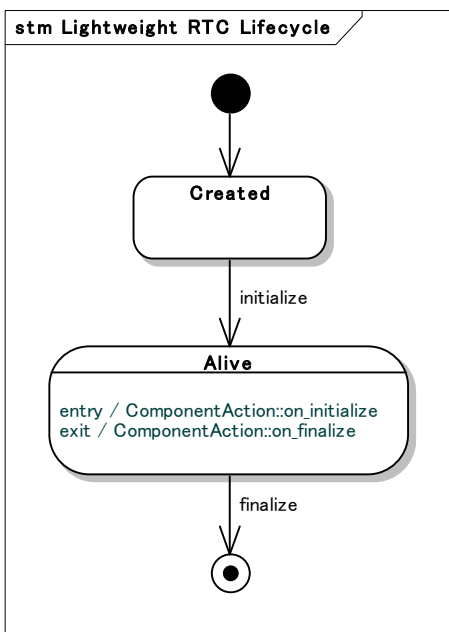 stm Lightweight RTC Lifecycle
Created
initialize
Alive
entry / ComponentAction::on_initialize
exit / ComponentAction::on_finalize
finalize